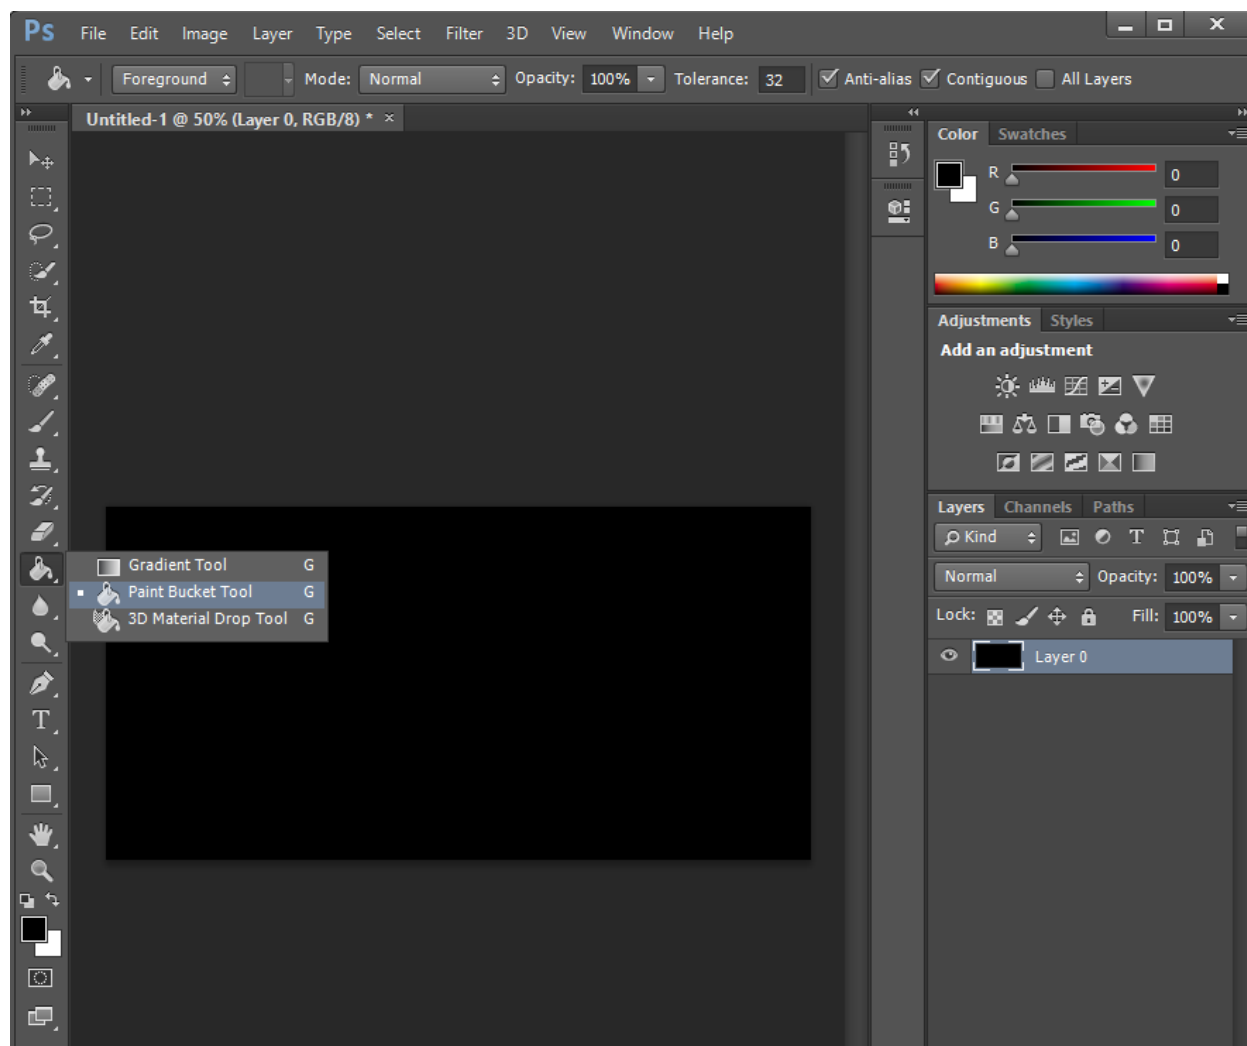 Ps File Edit Image Layer Type Select Filter 3D View Window Help
Foreground Mode: Normal Opacity: 100% Tolerance: 32 Anti-alias Contiguous All Layers
Untitled-1 @ 50% (Layer 0, RGB/8) * ×
Color Swatches
R 0
G 0
B 0
Adjustments Styles
Add an adjustment
Layers Channels Paths
Kind T
Normal Opacity: 100%
Lock: Fill: 100%
Layer 0
Gradient Tool G
Paint Bucket Tool G
3D Material Drop Tool G
T